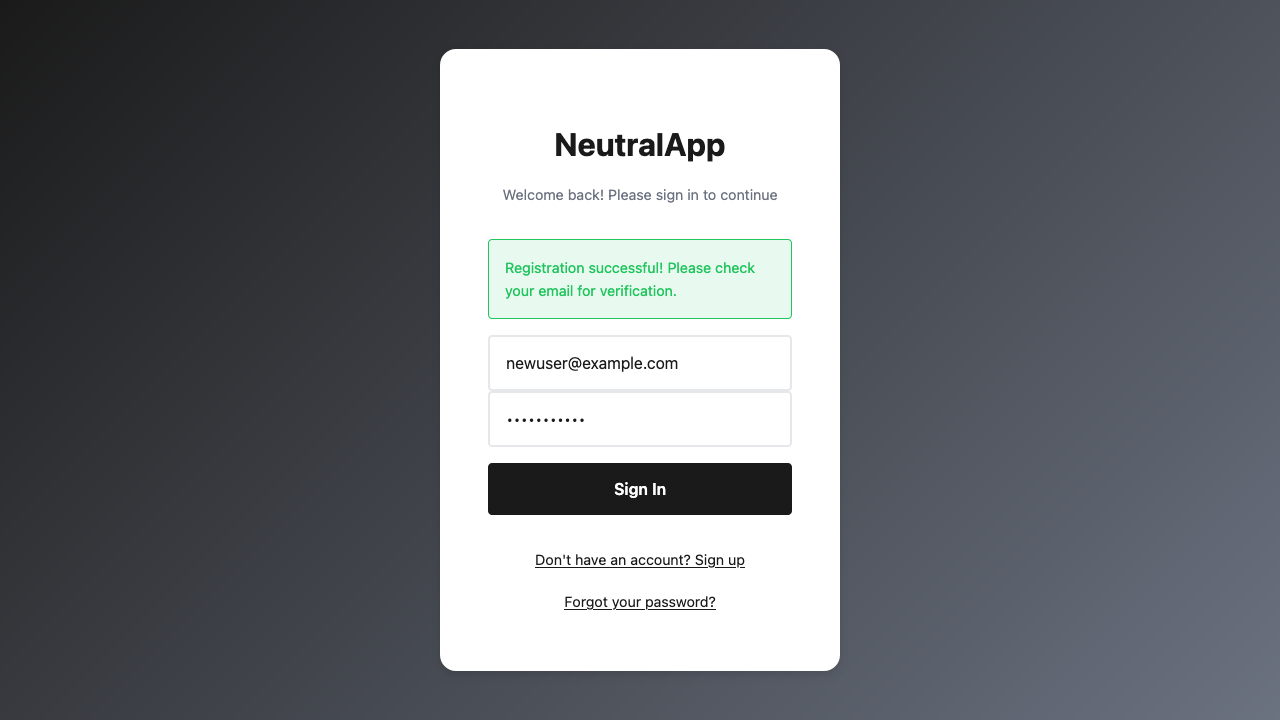 NeutralApp
Welcome back! Please sign in to continue
Registration successful! Please check
your email for verification.
newuser@example.com
•••••••••••
Sign In
Don't have an account? Sign up
Forgot your password?